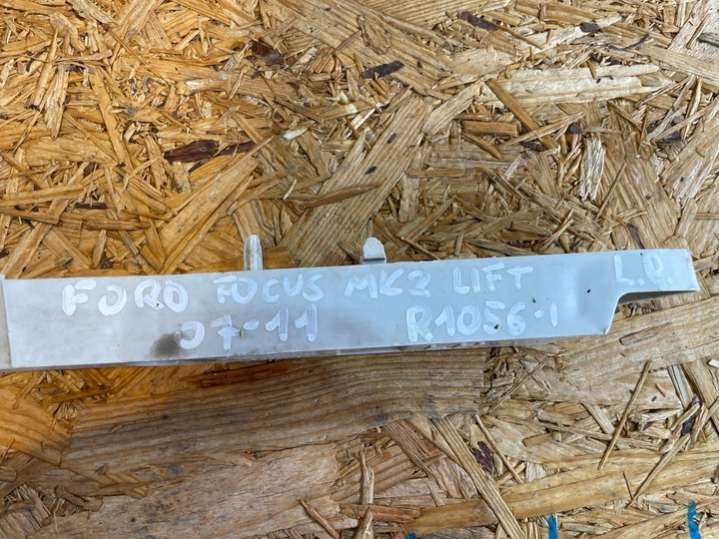 FORD FOCUS MK2 LIFT L.P.
07-11 R1056-1